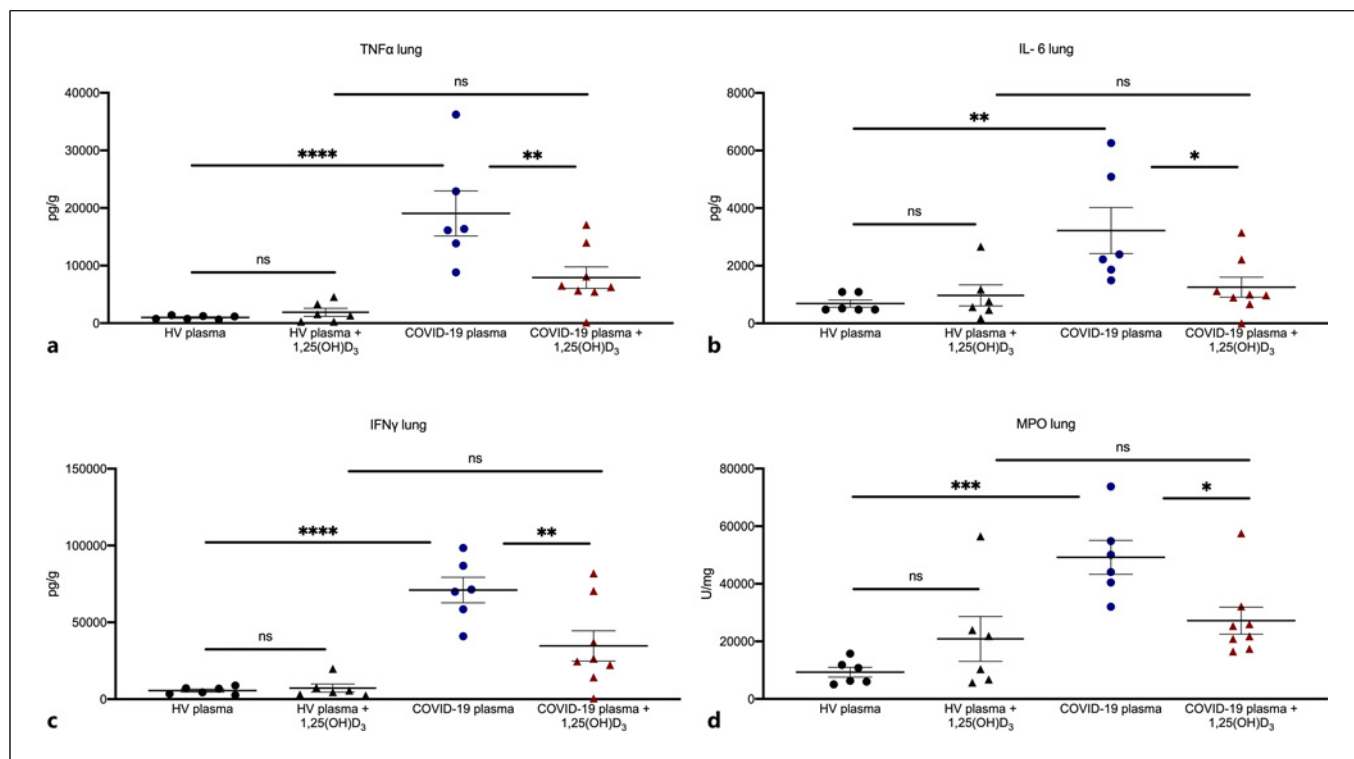 TNFα lung
ns
40000
30000
**** **
20000
pg/g
10000
ns
0
HV plasma HV plasma + COVID-19 plasma COVID-19 plasma +
1,25(OH)D₃ 1,25(OH)D₃
a
IL- 6 lung
8000
ns
**
6000
*
4000
pg/g
ns
2000
0
HV plasma HV plasma + COVID-19 plasma COVID-19 plasma +
1,25(OH)D₃ 1,25(OH)D₃
b
IFNγ lung
150000
ns
**** **
100000
pg/g
50000
ns
0
HV plasma HV plasma + COVID-19 plasma COVID-19 plasma +
1,25(OH)D₃ 1,25(OH)D₃
c
MPO lung
80000
ns
*** *
60000
U/mg
40000
ns
20000
0
HV plasma HV plasma + COVID-19 plasma COVID-19 plasma +
1,25(OH)D₃ 1,25(OH)D₃
d